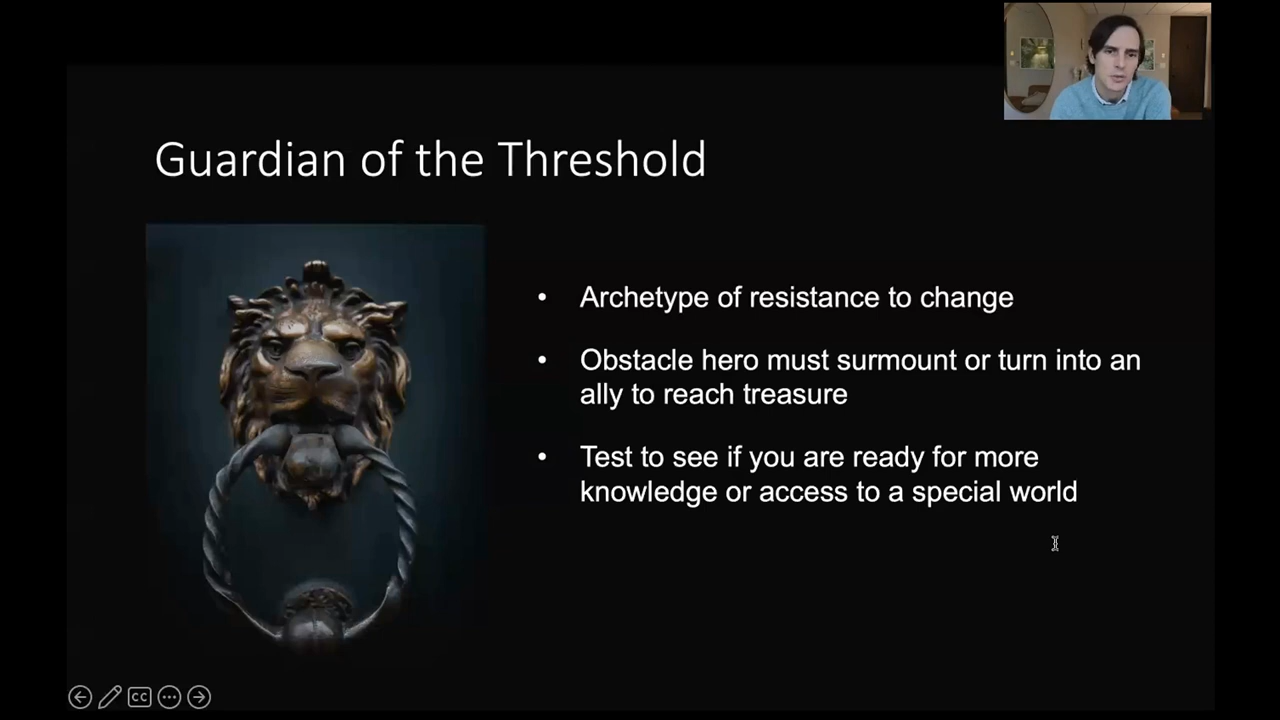 Guardian of the Threshold
• Archetype of resistance to change
• Obstacle hero must surmount or turn into an
ally to reach treasure
• Test to see if you are ready for more
knowledge or access to a special world
CC